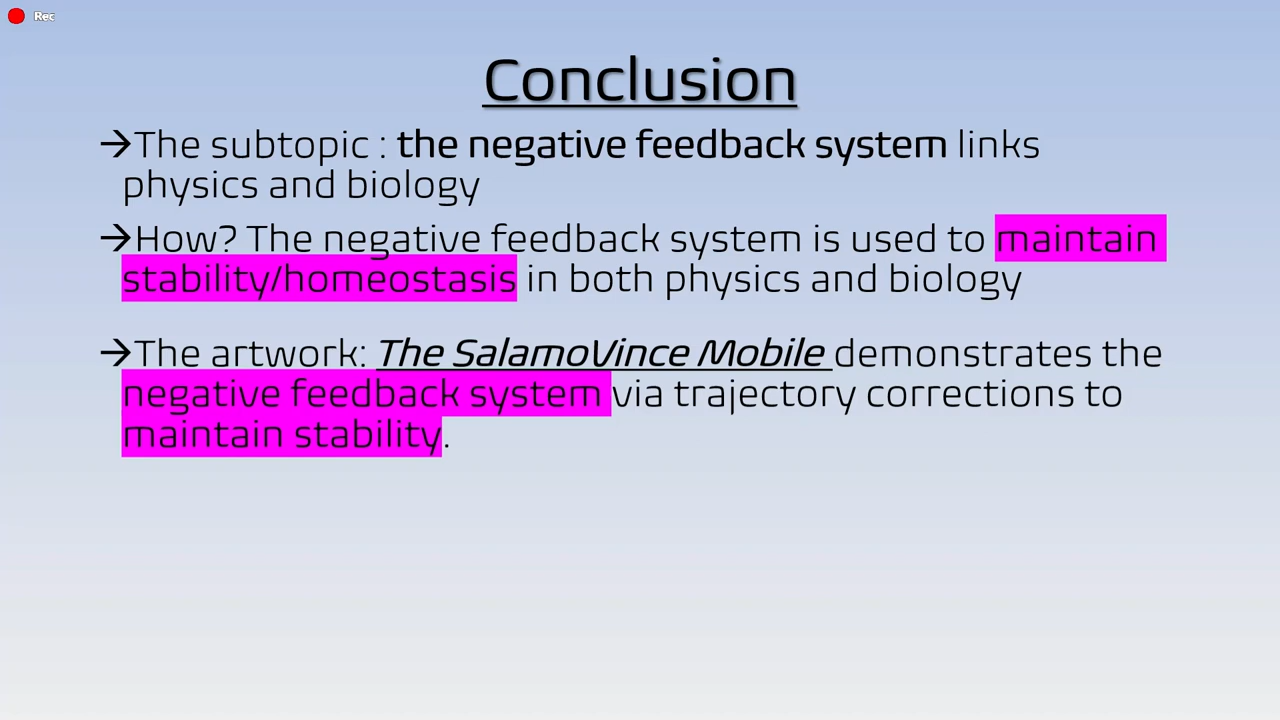 Rec
Conclusion
→The subtopic : the negative feedback system links
physics and biology
→How? The negative feedback system is used to maintain
stability/homeostasis in both physics and biology
→The artwork: The SalamoVince Mobile demonstrates the
negative feedback system via trajectory corrections to
maintain stability.